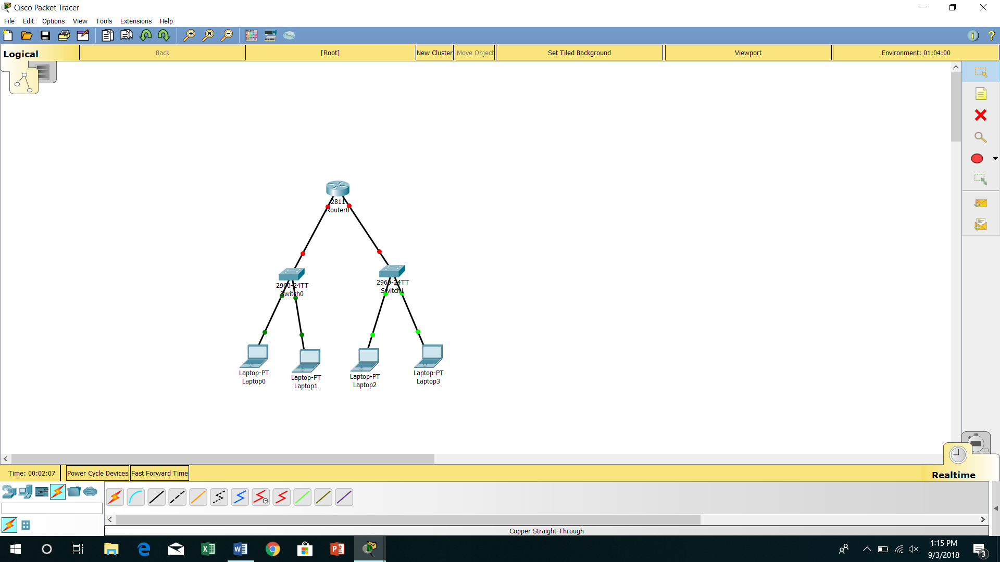 Cisco Packet Tracer
File Edit Options View Tools Extensions Help
Logical
Back
[Root]
New Cluster
Move Object
Set Tiled Background
Viewport
Environment: 01:04:00
2811
Router0
2960-24TT
Switch0
2960-24TT
Switch1
Laptop-PT
Laptop0
Laptop-PT
Laptop1
Laptop-PT
Laptop2
Laptop-PT
Laptop3
Time: 00:02:07
Power Cycle Devices
Fast Forward Time
Realtime
Copper Straight-Through
1:15 PM
9/3/2018
3